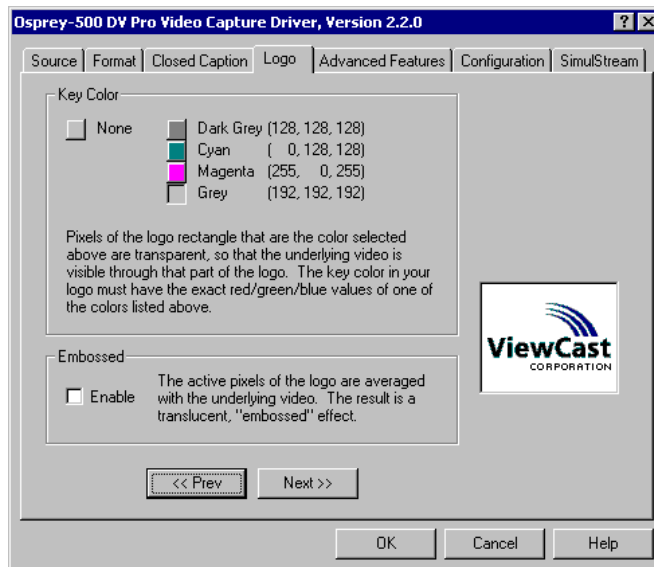 Osprey-500 DV Pro Video Capture Driver, Version 2.2.0
Source Format Closed Caption Logo Advanced Features Configuration SimulStream
Key Color
None
Dark Grey (128, 128, 128)
Cyan ( 0, 128, 128)
Magenta (255, 0, 255)
Grey (192, 192, 192)
Pixels of the logo rectangle that are the color selected
above are transparent, so that the underlying video is
visible through that part of the logo. The key color in your
logo must have the exact red/green/blue values of one of
the colors listed above.
ViewCast
CORPORATION
Embossed
Enable
The active pixels of the logo are averaged
with the underlying video. The result is a
translucent, "embossed" effect.
<< Prev Next >>
OK Cancel Help